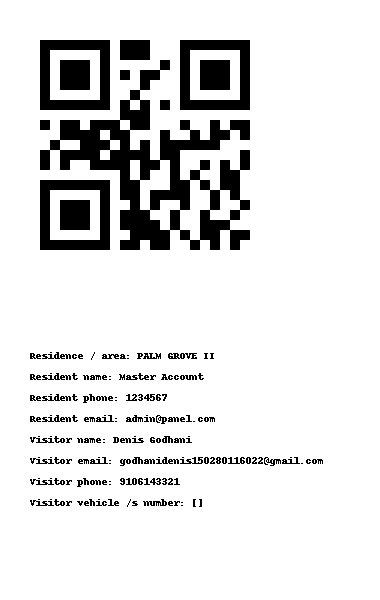 Residence / area: PALM GROVE II
Resident name: Master Account
Resident phone: 1234567
Resident email: admin@panel.com
Visitor name: Denis Godhani
Visitor email: godhanidenis150280116022@gmail.com
Visitor phone: 9106143321
Visitor vehicle /s number: []